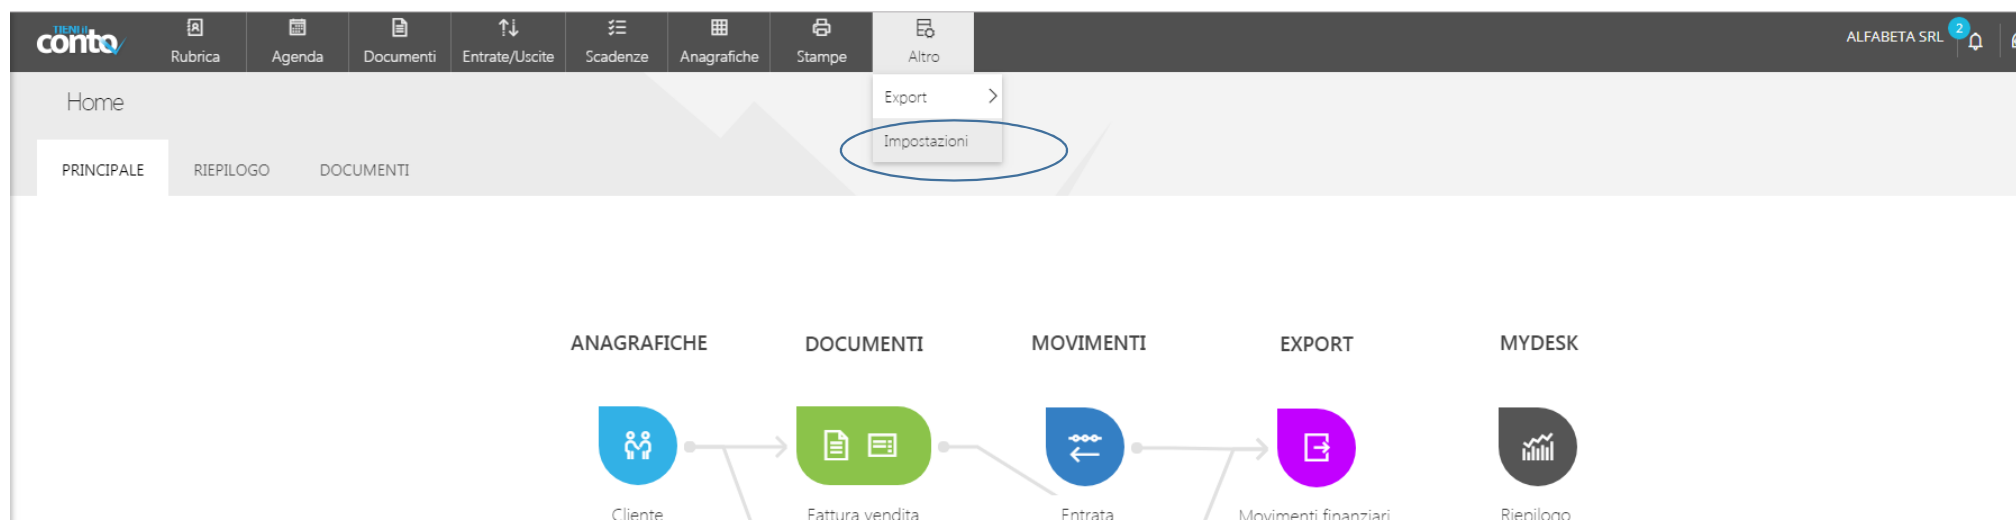 TIENI il
conto
Rubrica
Agenda
Documenti
Entrate/Uscite
Scadenze
Anagrafiche
Stampe
Altro
ALFABETA SRL
2
Home
Export
Impostazioni
PRINCIPALE
RIEPILOGO
DOCUMENTI
ANAGRAFICHE
DOCUMENTI
MOVIMENTI
EXPORT
MYDESK
Cliente
Fattura vendita
Entrata
Movimenti finanziari
Riepilogo